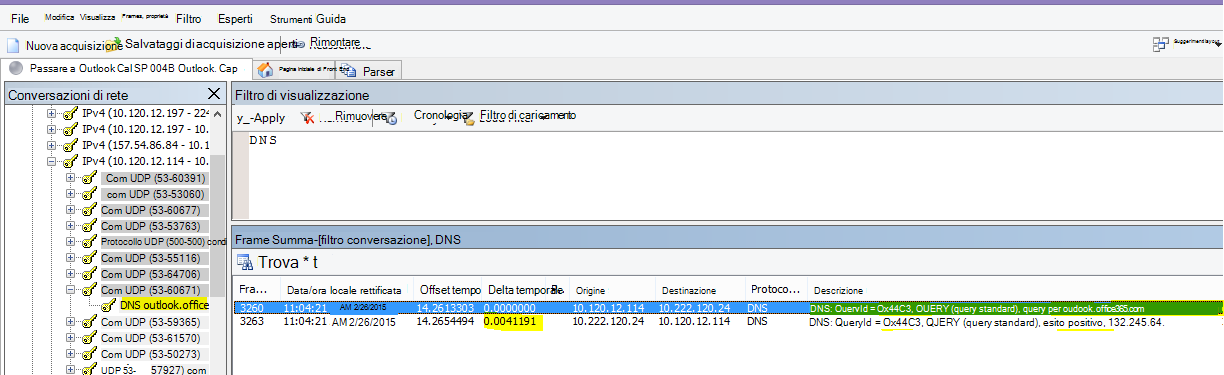 File Modifica Visualizza Frames, proprietà Filtro Esperti Strumenti Guida
Nuova acquisizione Salvataggi di acquisizione aperti Rimontare
Suggerimenti layout
Passare a Outlook Cal SP 004B Outlook. Cap Pagina iniziale di Front End Parser
Conversazioni di rete
IPv4 (10.120.12.197 - 224
IPv4 (10.120.12.197 - 10.
IPv4 (157.54.86.84 - 10.1
IPv4 (10.120.12.114 - 10.
Com UDP (53-60391)
com UDP (53-53060)
Com UDP (53-60677)
Com UDP (53-53763)
Protocollo UDP (500-500) cond
Com UDP (53-55116)
Com UDP (53-64706)
Com UDP (53-60671)
DNS outlook.office
Com UDP (53-59365)
Com UDP (53-61570)
Com UDP (53-50273)
UDP 53- 57927) com
Filtro di visualizzazione
y_-Apply Rimuovere Cronologia Filtro di caricamento
DNS
Frame Summa-[filtro conversazione], DNS
Trova * t
Fra... Data/ora locale rettificata Offset tempo Delta temporale Origine Destinazione Protoco... Descrizione
3260 11:04:21 AM 2/26/2015 14.2613303 0.0000000 10.120.12.114 10.222.120.24 DNS DNS: QueryId = Ox44C3, OUERY (query standard), query per oudook.office365.com
3263 11:04:21 AM 2/26/2015 14.2654494 0.0041191 10.222.120.24 10.120.12.114 DNS DNS: QueryId = Ox44C3, QJERY (query standard), esito positivo, 132.245.64.